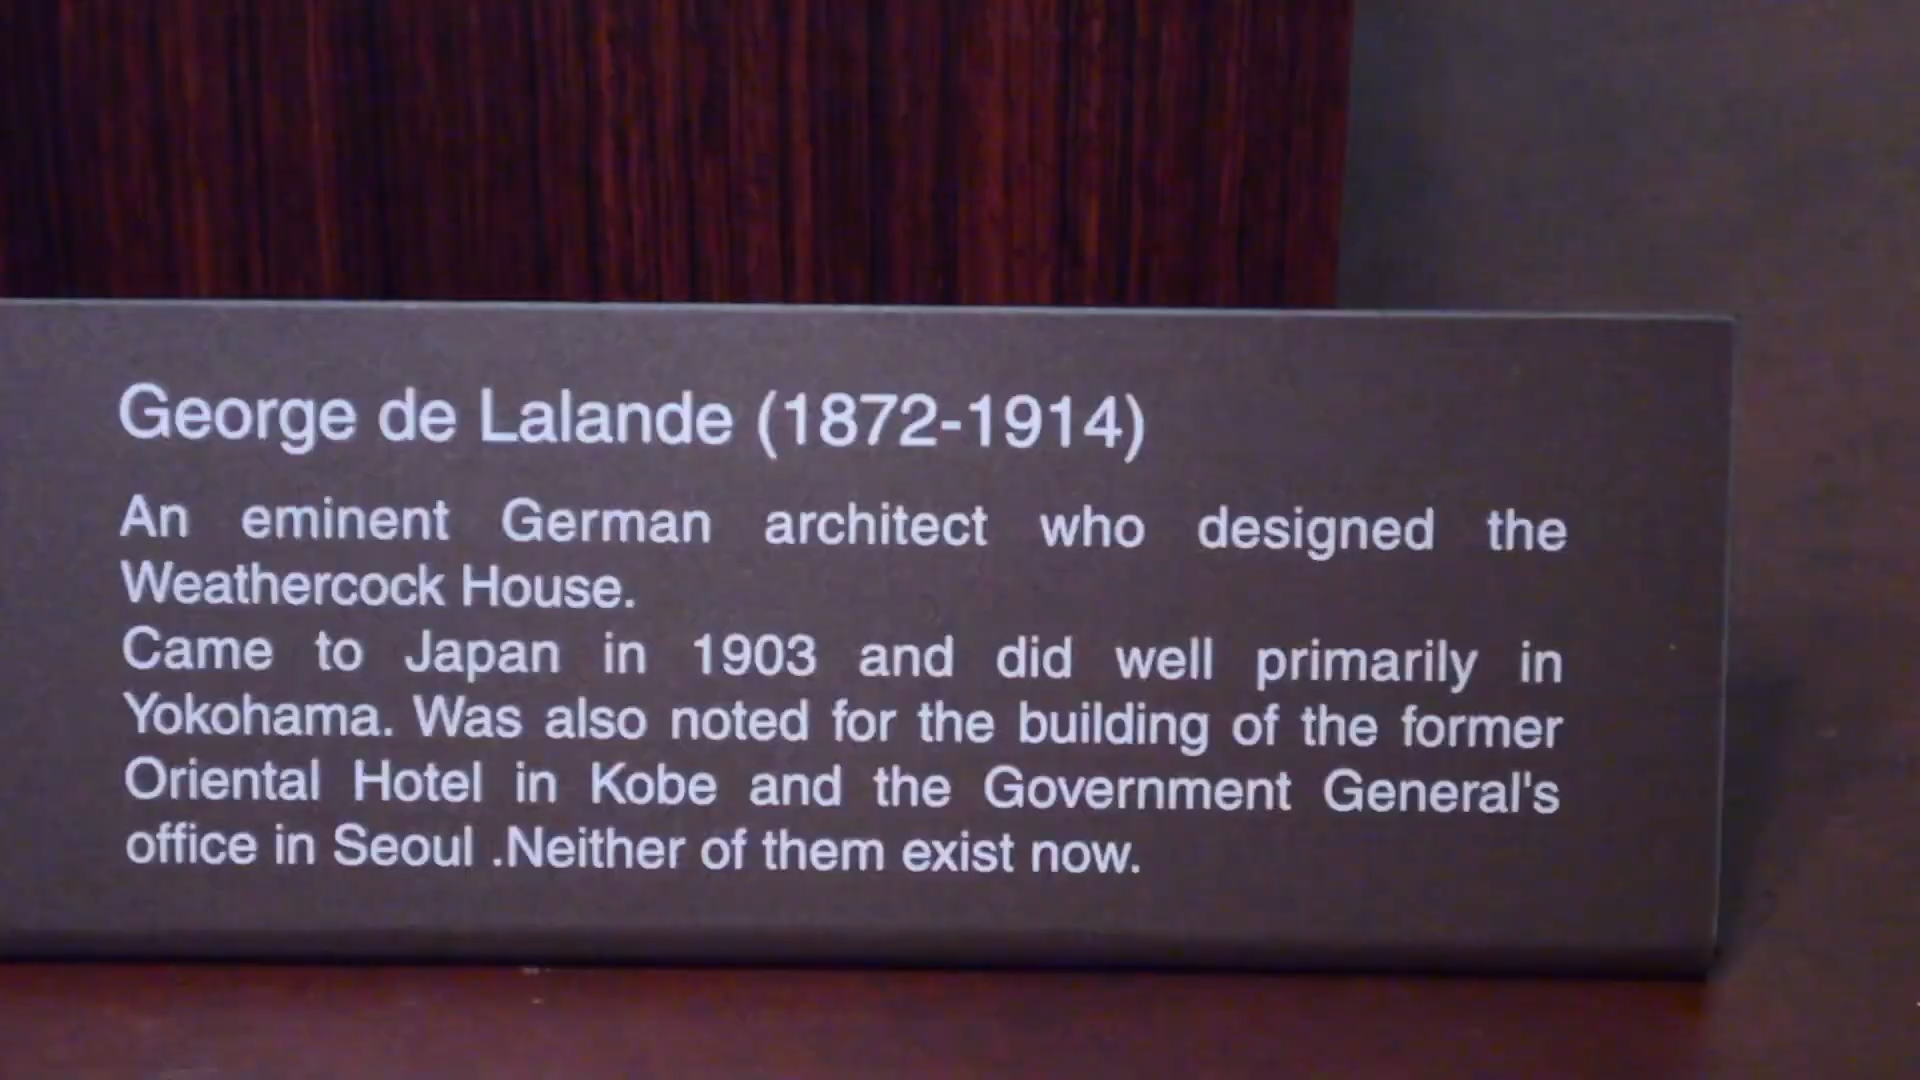 George de Lalande (1872-1914)
An eminent German architect who designed the
Weathercock House.
Came to Japan in 1903 and did well primarily in
Yokohama. Was also noted for the building of the former
Oriental Hotel in Kobe and the Government General's
office in Seoul .Neither of them exist now.